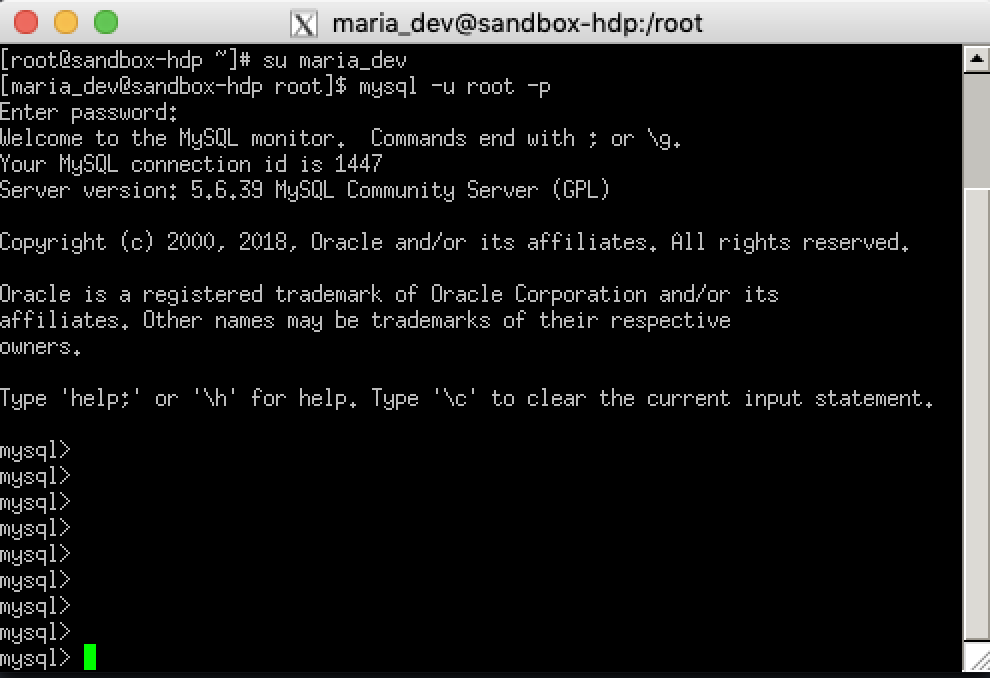 maria_dev@sandbox-hdp:/root
[root@sandbox-hdp ~]# su maria_dev
[maria_dev@sandbox-hdp root]$ mysql -u root -p
Enter password:
Welcome to the MySQL monitor.  Commands end with ; or \g.
Your MySQL connection id is 1447
Server version: 5.6.39 MySQL Community Server (GPL)
Copyright (c) 2000, 2018, Oracle and/or its affiliates. All rights reserved.
Oracle is a registered trademark of Oracle Corporation and/or its
affiliates. Other names may be trademarks of their respective
owners.
Type 'help;' or '\h' for help. Type '\c' to clear the current input statement.
mysql>
mysql>
mysql>
mysql>
mysql>
mysql>
mysql>
mysql>
mysql>